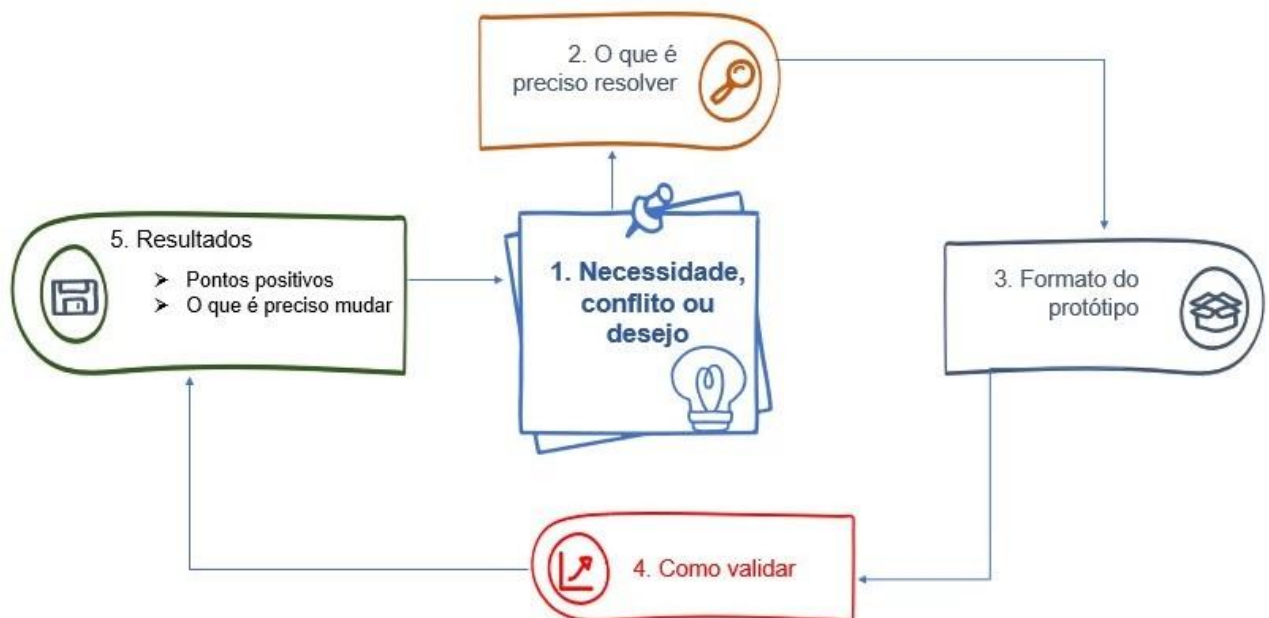 2. O que é
preciso resolver
5. Resultados
➢ Pontos positivos
➢ O que é preciso mudar
1. Necessidade,
conflito ou
desejo
3. Formato do
protótipo
4. Como validar